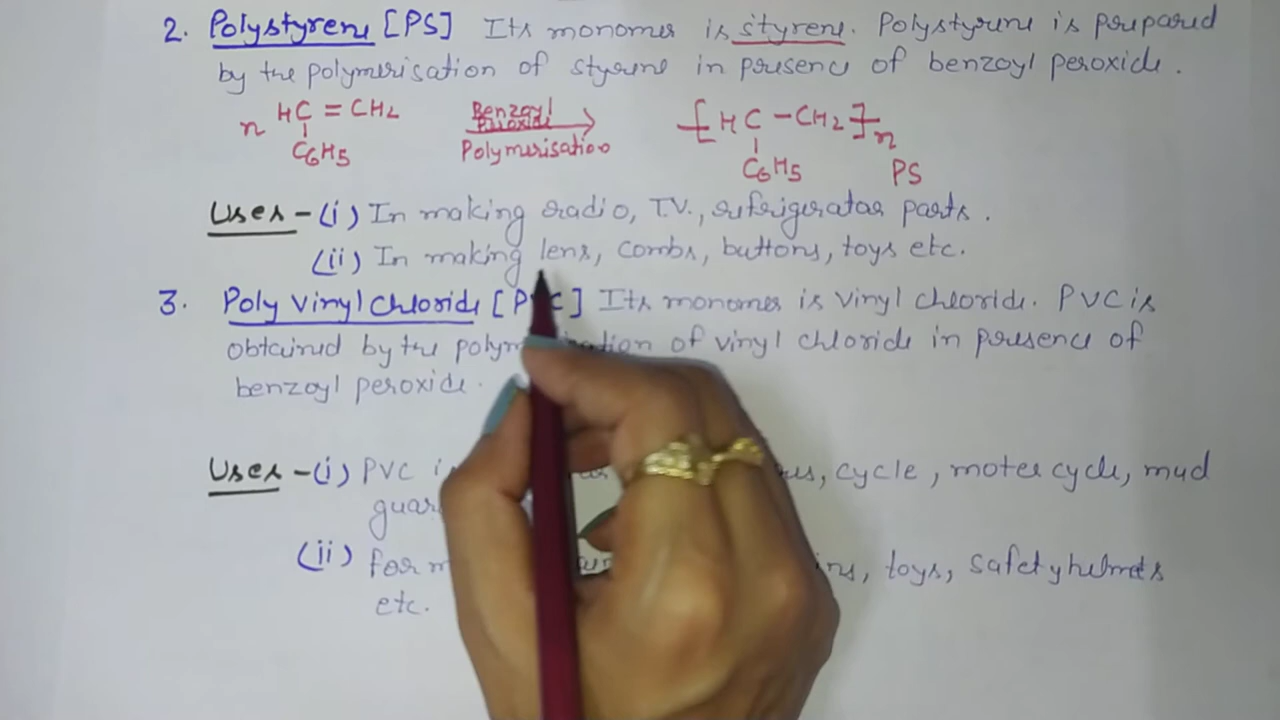 2. Polystyrene [PS] Its monomer is styrene. Polystyrene is prepared
by the polymerisation of styrene in presence of benzoyl peroxide.
n HC = CH2 Benzoyl Peroxide Polymerisation [HC - CH2]n
C6H5 C6H5 PS
Uses - (i) In making radio, T.V., refrigerator parts.
(ii) In making lens, combs, buttons, toys etc.
3. Poly Vinyl Chloride [PVC] Its monomer is vinyl chloride. PVC is
obtained by the vinyl chloride in presence of
benzoyl peroxide.
Uses - (i) PVC cycle, moter cycle, mud
(ii) for toys, safety helmets
etc.